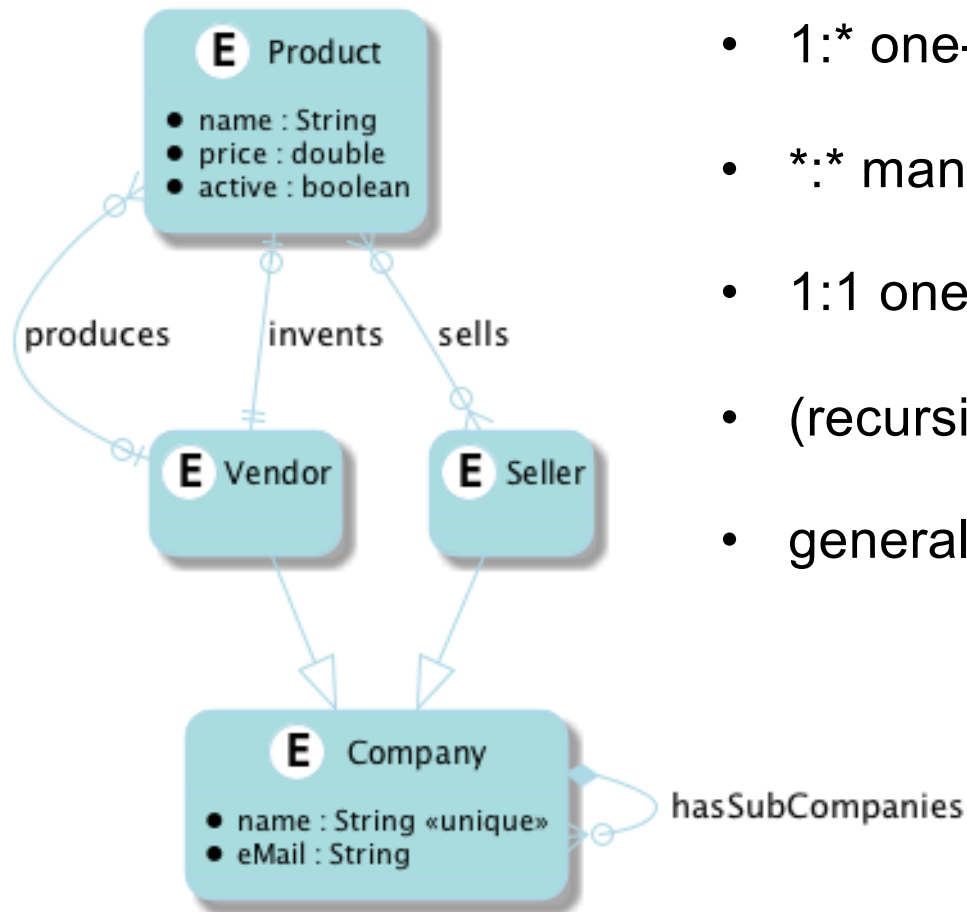 E Product
● name : String
● price : double
● active : boolean
produces
invents
sells
E Vendor
E Seller
E Company
● name : String «unique»
● eMail : String
hasSubCompanies
• 1:* one-
• *:* man
• 1:1 one
• (recursi
• general